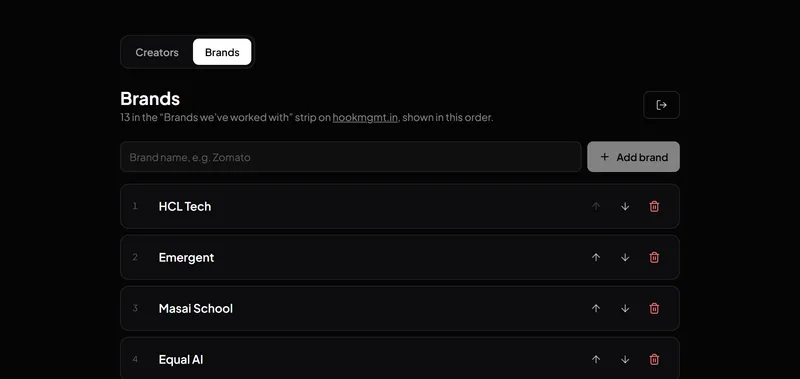 Creators Brands
Brands
13 in the “Brands we’ve worked with” strip on hookmgmt.in, shown in this order.
Brand name, e.g. Zomato + Add brand
1 HCL Tech
2 Emergent
3 Masai School
4 Equal AI